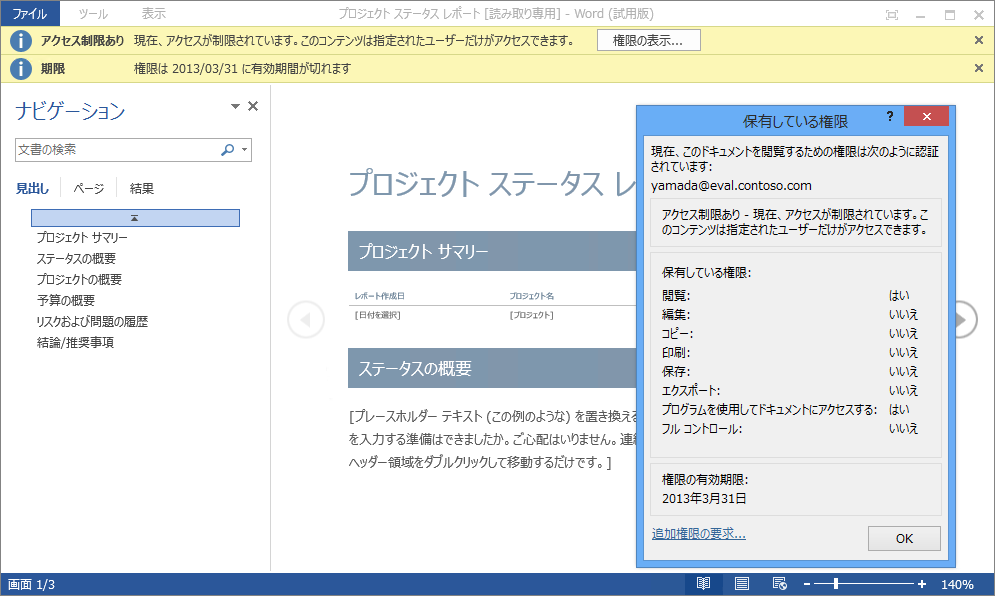 ファイル ツール 表示 プロジェクト ステータス レポート [読み取り専用] - Word (試用版)
アクセス制限あり 現在、アクセスが制限されています。このコンテンツは指定されたユーザーだけがアクセスできます。 権限の表示...
期限 権限は 2013/03/31 に有効期間が切れます
ナビゲーション
文書の検索
見出し ページ 結果
プロジェクト サマリー
ステータスの概要
プロジェクトの概要
予算の概要
リスクおよび問題の履歴
結論/推奨事項
プロジェクト ステータス レ
プロジェクト サマリー
レポート作成日 プロジェクト名
[日付を選択] [プロジェクト]
ステータスの概要
[プレースホルダー テキスト (この例のような) を置き換える
を入力する準備はできましたか。ご心配はいりません。連絡
ヘッダー領域をダブルクリックして移動するだけです。]
保有している権限 ?
現在、このドキュメントを閲覧するための権限は次のように認証
されています:
yamada@eval.contoso.com
アクセス制限あり - 現在、アクセスが制限されています。こ
のコンテンツは指定されたユーザーだけがアクセスできます。
保有している権限:
閲覧: はい
編集: いいえ
コピー: いいえ
印刷: いいえ
保存: いいえ
エクスポート: いいえ
プログラムを使用してドキュメントにアクセスする: はい
フル コントロール: いいえ
権限の有効期限:
2013年3月31日
追加権限の要求... OK
画面 1/3 140%